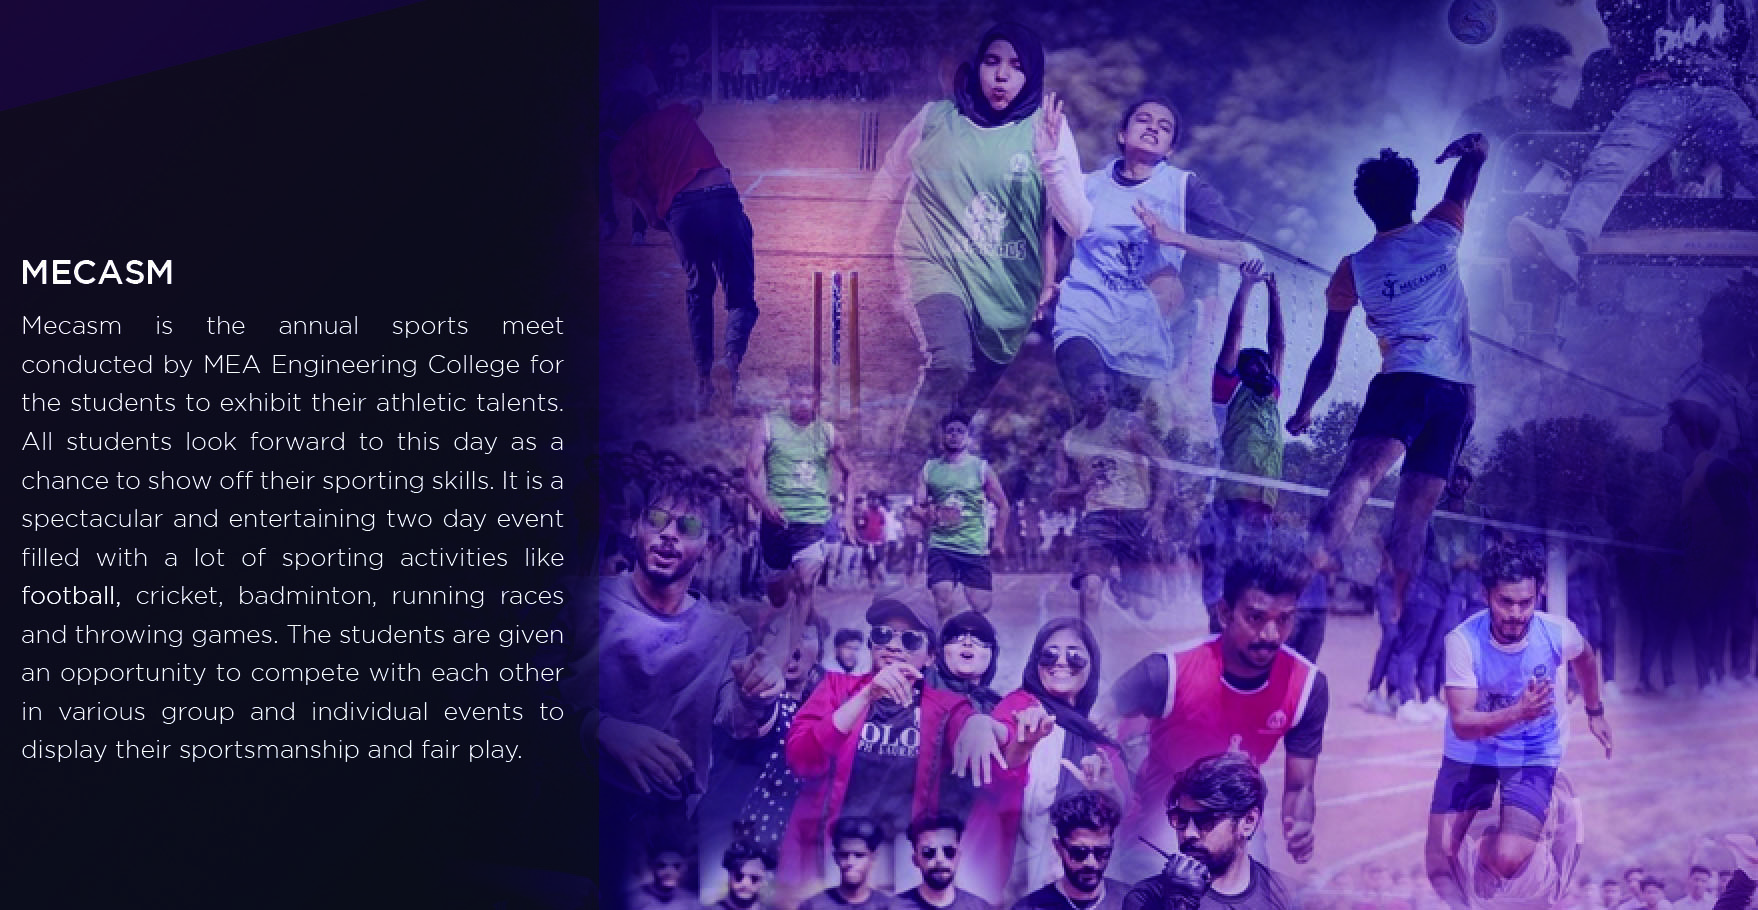 MECASM
Mecasm is the annual sports meet
conducted by MEA Engineering College for
the students to exhibit their athletic talents.
All students look forward to this day as a
chance to show off their sporting skills. It is a
spectacular and entertaining two day event
filled with a lot of sporting activities like
football, cricket, badminton, running races
and throwing games. The students are given
an opportunity to compete with each other
in various group and individual events to
display their sportsmanship and fair play.